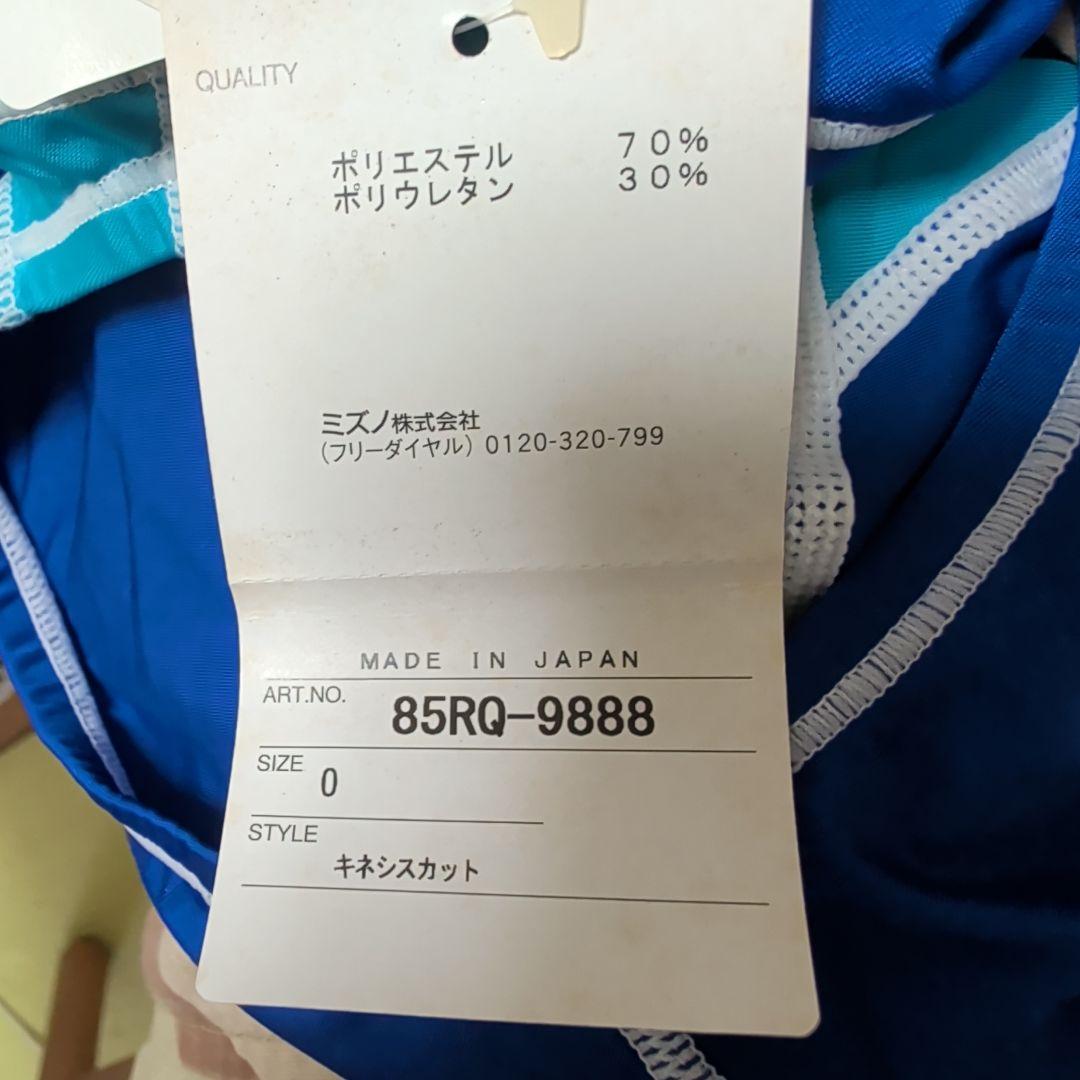 QUALITY
ポリエステル 70%
ポリウレタン 30%
ミズノ株式会社
(フリーダイヤル) 0120-320-799
MADE IN JAPAN
ART.NO. 85RQ-9888
SIZE 0
STYLE
キネシスカット